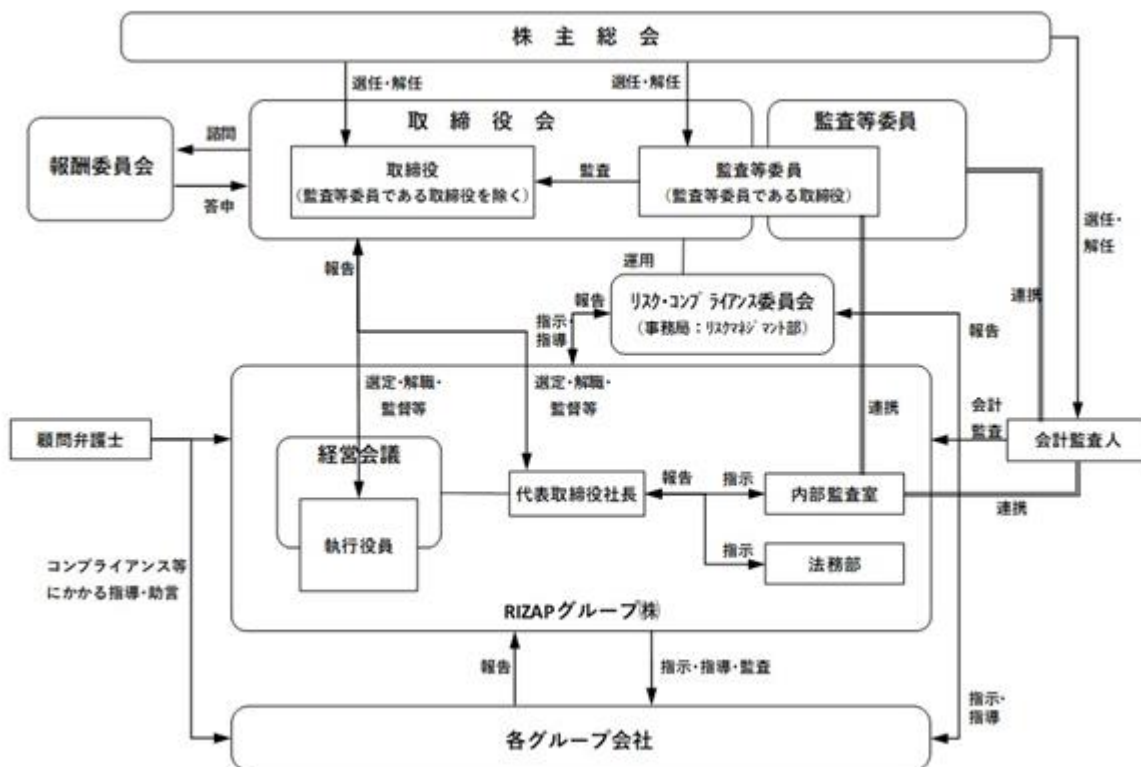 株 主 総 会
選任・解任
選任・解任
取 締 役 会
監査等委員
諮問
報酬委員会
答申
取締役
(監査等委員である取締役を除く)
監査
監査等委員
(監査等委員である取締役)
選任・
解任
報告
運用
連携
報告
リスク・コンプライアンス委員会
(事務局:リスクマネジマント部)
指示・
指導
報告
選定・解職・
監督等
選定・解職・
監督等
連携
会計
監査
顧問弁護士
会計監査人
経営会議
代表取締役社長
報告
指示
内部監査室
連携
執行役員
指示
法務部
コンプライアンス等
にかかる指導・助言
RIZAPグループ㈱
報告
指示・指導・監査
指示・
指導
各グループ会社